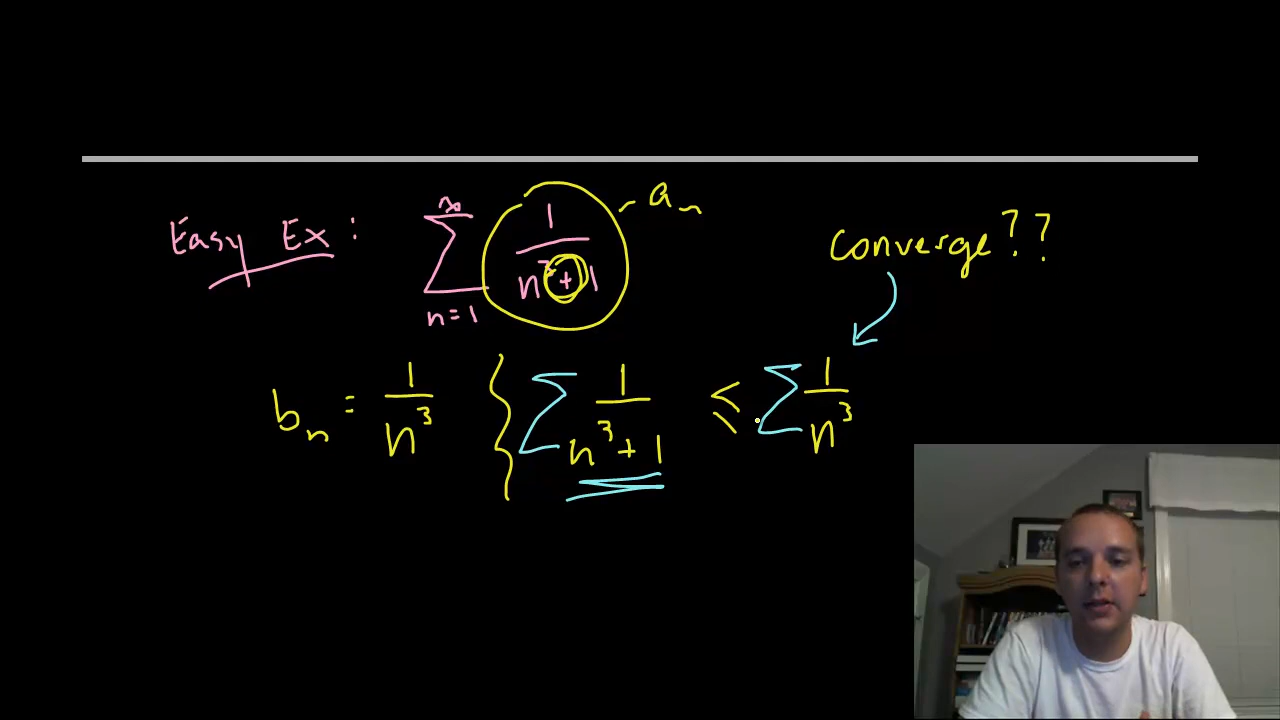 Easy Ex: ∞ Σ n=1 1/(n³+1) - aₙ converge??
bₙ = 1/n³ { Σ 1/(n³+1) ≤ Σ 1/n³